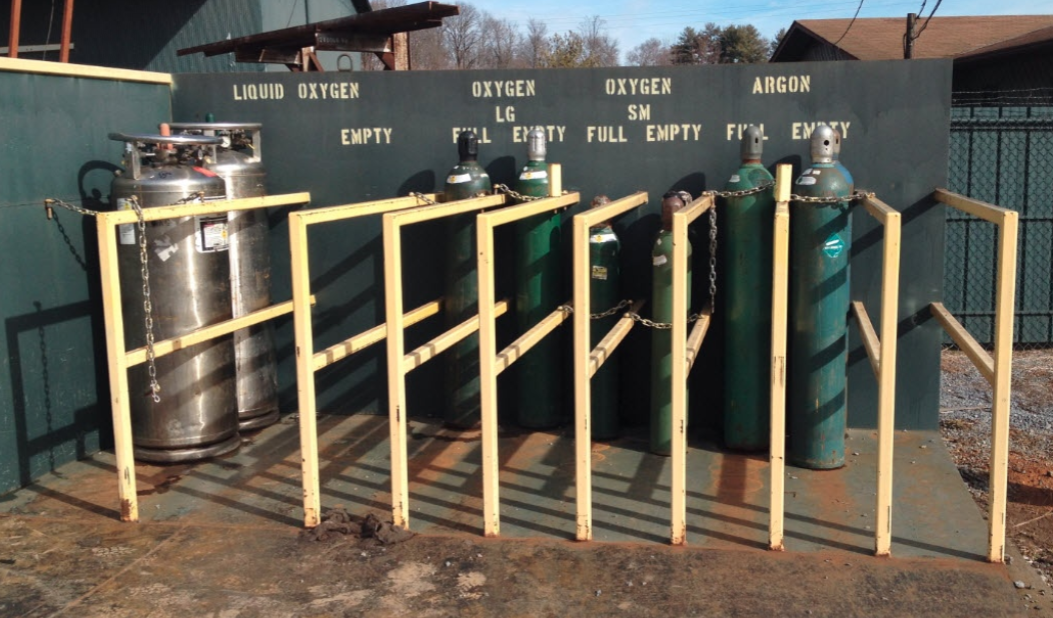 LIQUID OXYGEN
EMPTY
OXYGEN
LG
FULL EMPTY
OXYGEN
SM
FULL EMPTY
ARGON
FULL EMPTY